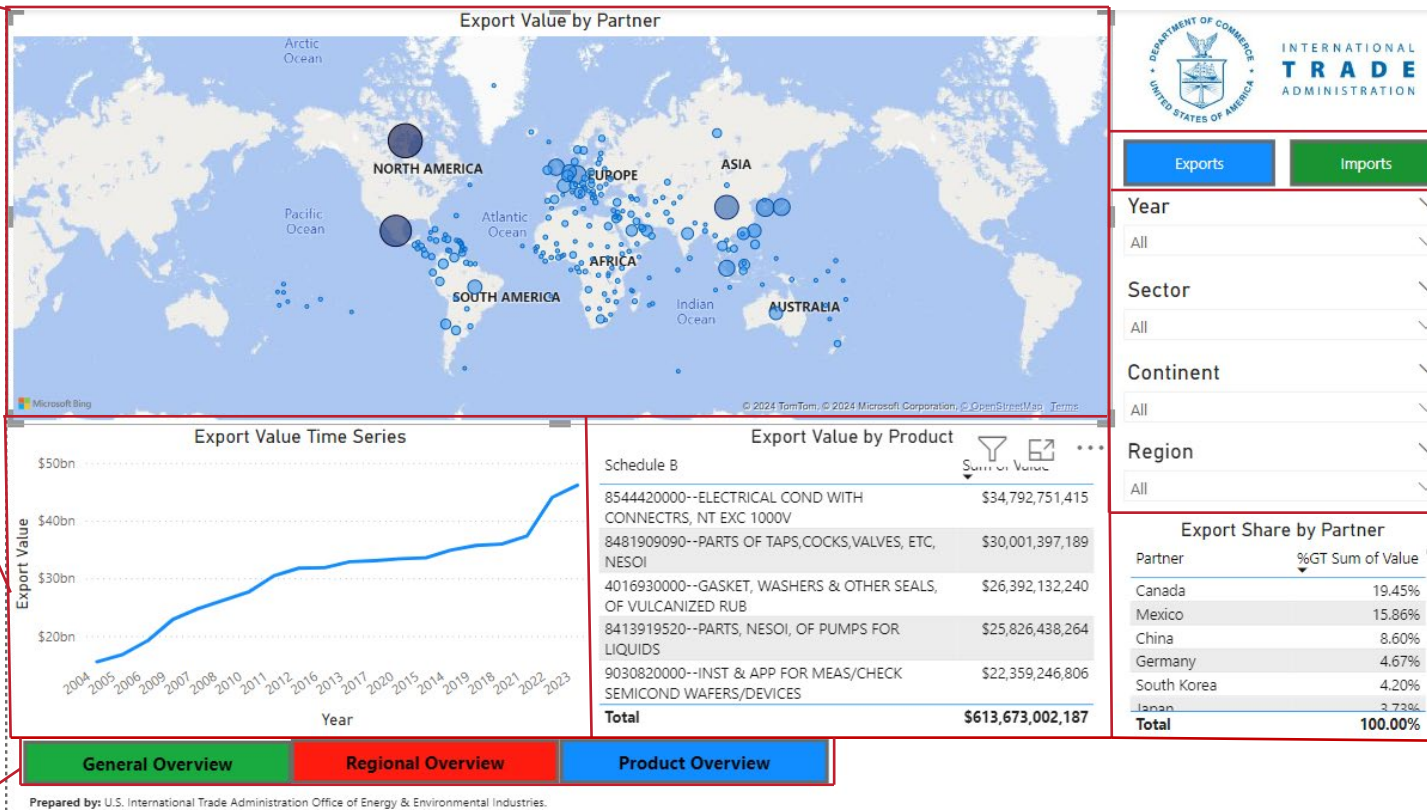 Export Value by Partner
Arctic
Ocean
NORTH AMERICA
EUROPE
ASIA
Pacific
Ocean
Atlantic
Ocean
AFRICA
SOUTH AMERICA
Indian
Ocean
AUSTRALIA
Microsoft Bing
© 2024 TomTom, © 2024 Microsoft Corporation, © OpenStreetMap Terms
DEPARTMENT OF COMMERCE
UNITED STATES OF AMERICA
INTERNATIONAL
TRADE
ADMINISTRATION
Exports
Imports
Year
All
Sector
All
Continent
All
Region
All
Export Value Time Series
$50bn
$40bn
$30bn
$20bn
Export Value
2004 2005 2006 2009 2007 2008 2010 2011 2012 2016 2013 2017 2020 2015 2014 2019 2018 2021 2022 2023
Year
Export Value by Product
Schedule B Sum of Value
8544420000--ELECTRICAL COND WITH $34,792,751,415
CONNECTRS, NT EXC 1000V
8481909090--PARTS OF TAPS,COCKS,VALVES, ETC, $30,001,397,189
NESOI
4016930000--GASKET, WASHERS & OTHER SEALS, $26,392,132,240
OF VULCANIZED RUB
8413919520--PARTS, NESOI, OF PUMPS FOR $25,826,438,264
LIQUIDS
9030820000--INST & APP FOR MEAS/CHECK $22,359,246,806
SEMICOND WAFERS/DEVICES
Total $613,673,002,187
Export Share by Partner
Partner %GT Sum of Value
Canada 19.45%
Mexico 15.86%
China 8.60%
Germany 4.67%
South Korea 4.20%
Japan 3.73%
Total 100.00%
General Overview
Regional Overview
Product Overview
Prepared by: U.S. International Trade Administration Office of Energy & Environmental Industries.